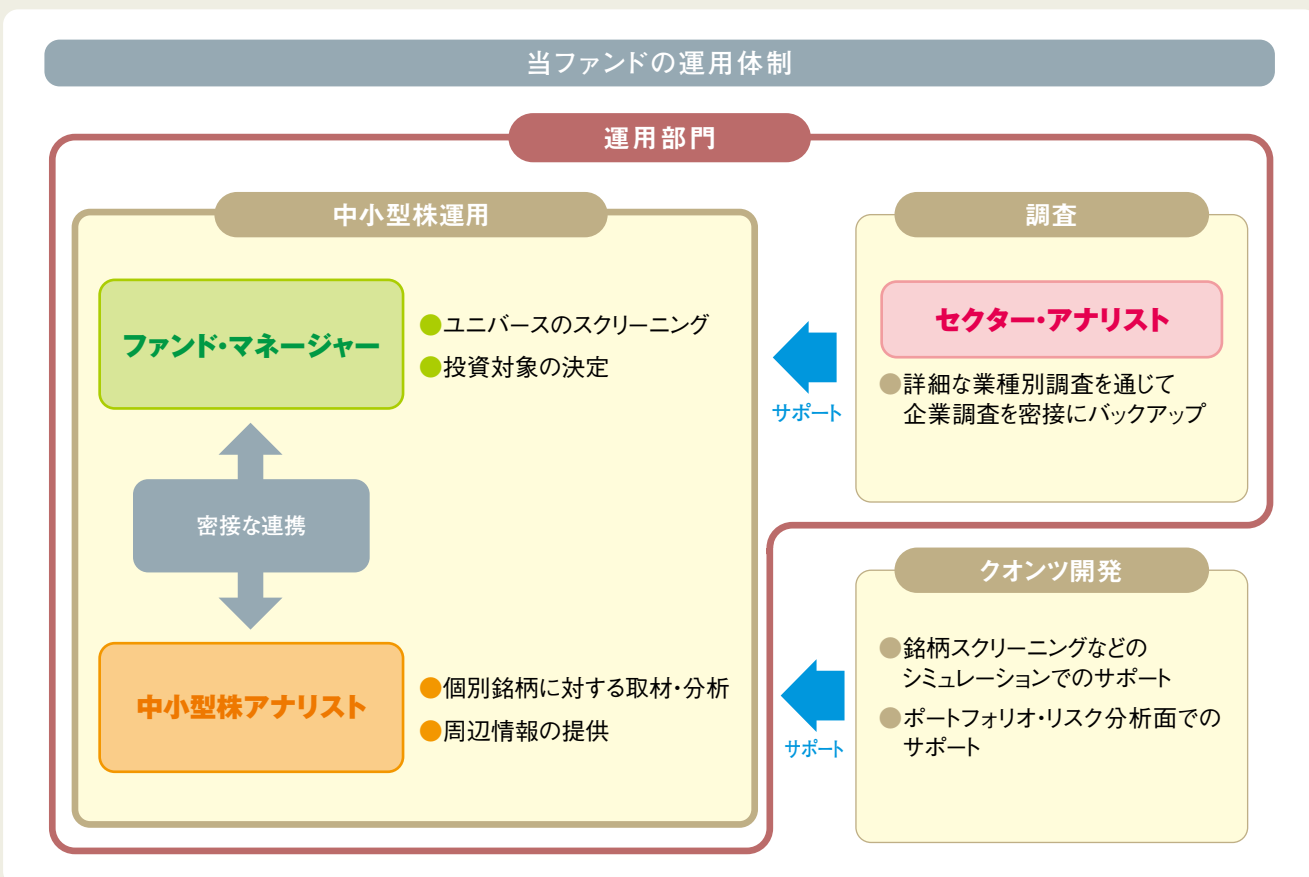 当ファンドの運用体制
運用部門
中小型株運用
ファンド・マネージャー
●ユニバースのスクリーニング
●投資対象の決定
密接な連携
中小型株アナリスト
●個別銘柄に対する取材・分析
●周辺情報の提供
サポート
調査
セクター・アナリスト
●詳細な業種別調査を通じて
企業調査を密接にバックアップ
サポート
クオンツ開発
●銘柄スクリーニングなどの
シミュレーションでのサポート
●ポートフォリオ・リスク分析面での
サポート